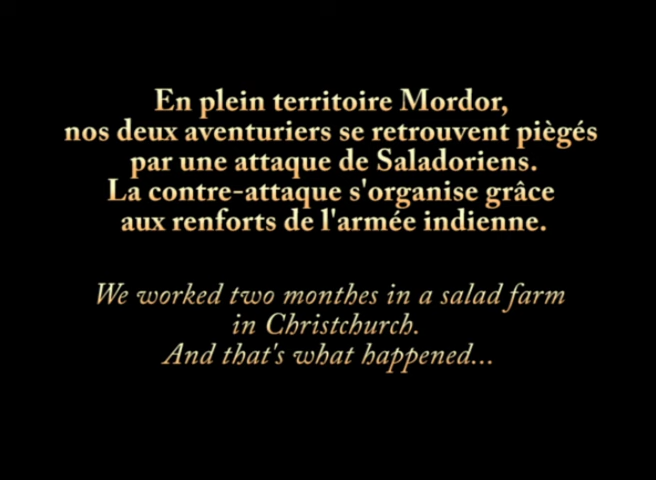 En plein territoire Mordor,
nos deux aventuriers se retrouvent piègés
par une attaque de Saladoriens.
La contre-attaque s'organise grâce
aux renforts de l'armée indienne.
We worked two monthes in a salad farm
in Christchurch.
And that's what happened...